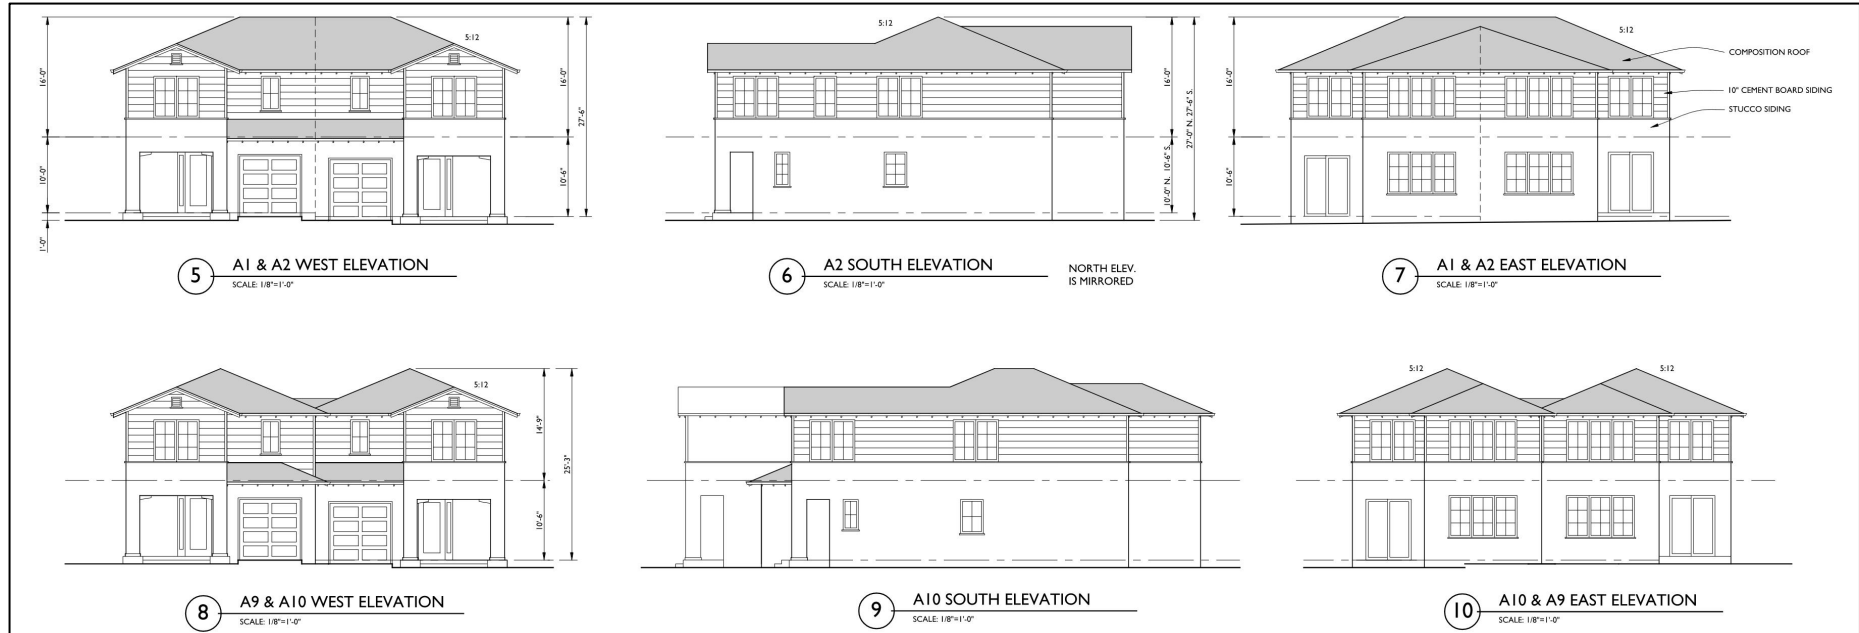 5:12
16'-0"
10'-0"
1'-0"
16'-0"
10'-6"
27'-6"
5
A1 & A2 WEST ELEVATION
SCALE: 1/8"=1'-0"
5:12
16'-0"
10'-0" N. 10'-6" S.
27'-0" N. 27'-6" S.
6
A2 SOUTH ELEVATION
SCALE: 1/8"=1'-0"
NORTH ELEV.
IS MIRRORED
16'-0"
10'-6"
5:12
COMPOSITION ROOF
10" CEMENT BOARD SIDING
STUCCO SIDING
7
A1 & A2 EAST ELEVATION
SCALE: 1/8"=1'-0"
5:12
14'-9"
10'-6"
25'-3"
8
A9 & A10 WEST ELEVATION
SCALE: 1/8"=1'-0"
9
A10 SOUTH ELEVATION
SCALE: 1/8"=1'-0"
5:12
5:12
10
A10 & A9 EAST ELEVATION
SCALE: 1/8"=1'-0"